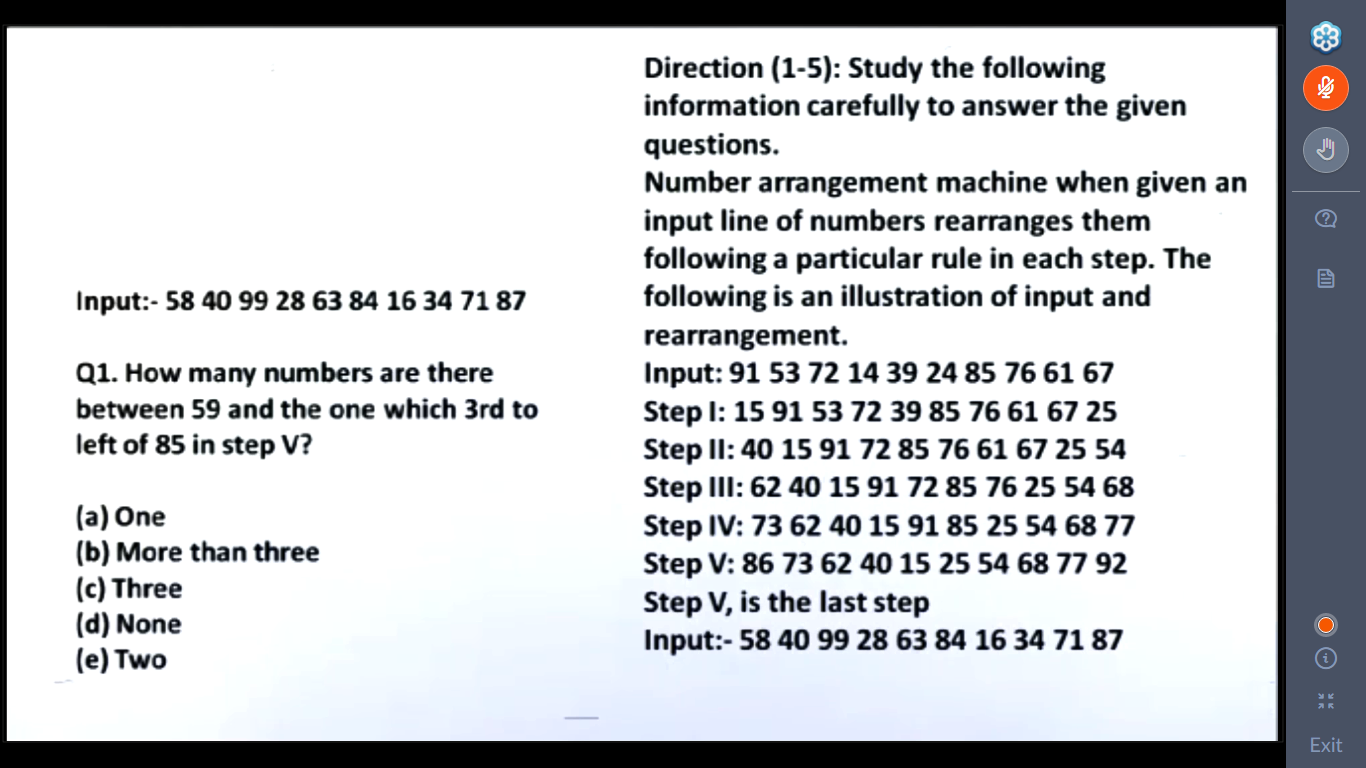 Input:- 58 40 99 28 63 84 16 34 71 87
Q1. How many numbers are there
between 59 and the one which 3rd to
left of 85 in step V?
(a) One
(b) More than three
(c) Three
(d) None
(e) Two
Direction (1-5): Study the following
information carefully to answer the given
questions.
Number arrangement machine when given an
input line of numbers rearranges them
following a particular rule in each step. The
following is an illustration of input and
rearrangement.
Input: 91 53 72 14 39 24 85 76 61 67
Step I: 15 91 53 72 39 85 76 61 67 25
Step II: 40 15 91 72 85 76 61 67 25 54
Step III: 62 40 15 91 72 85 76 25 54 68
Step IV: 73 62 40 15 91 85 25 54 68 77
Step V: 86 73 62 40 15 25 54 68 77 92
Step V, is the last step
Input:- 58 40 99 28 63 84 16 34 71 87
Exit